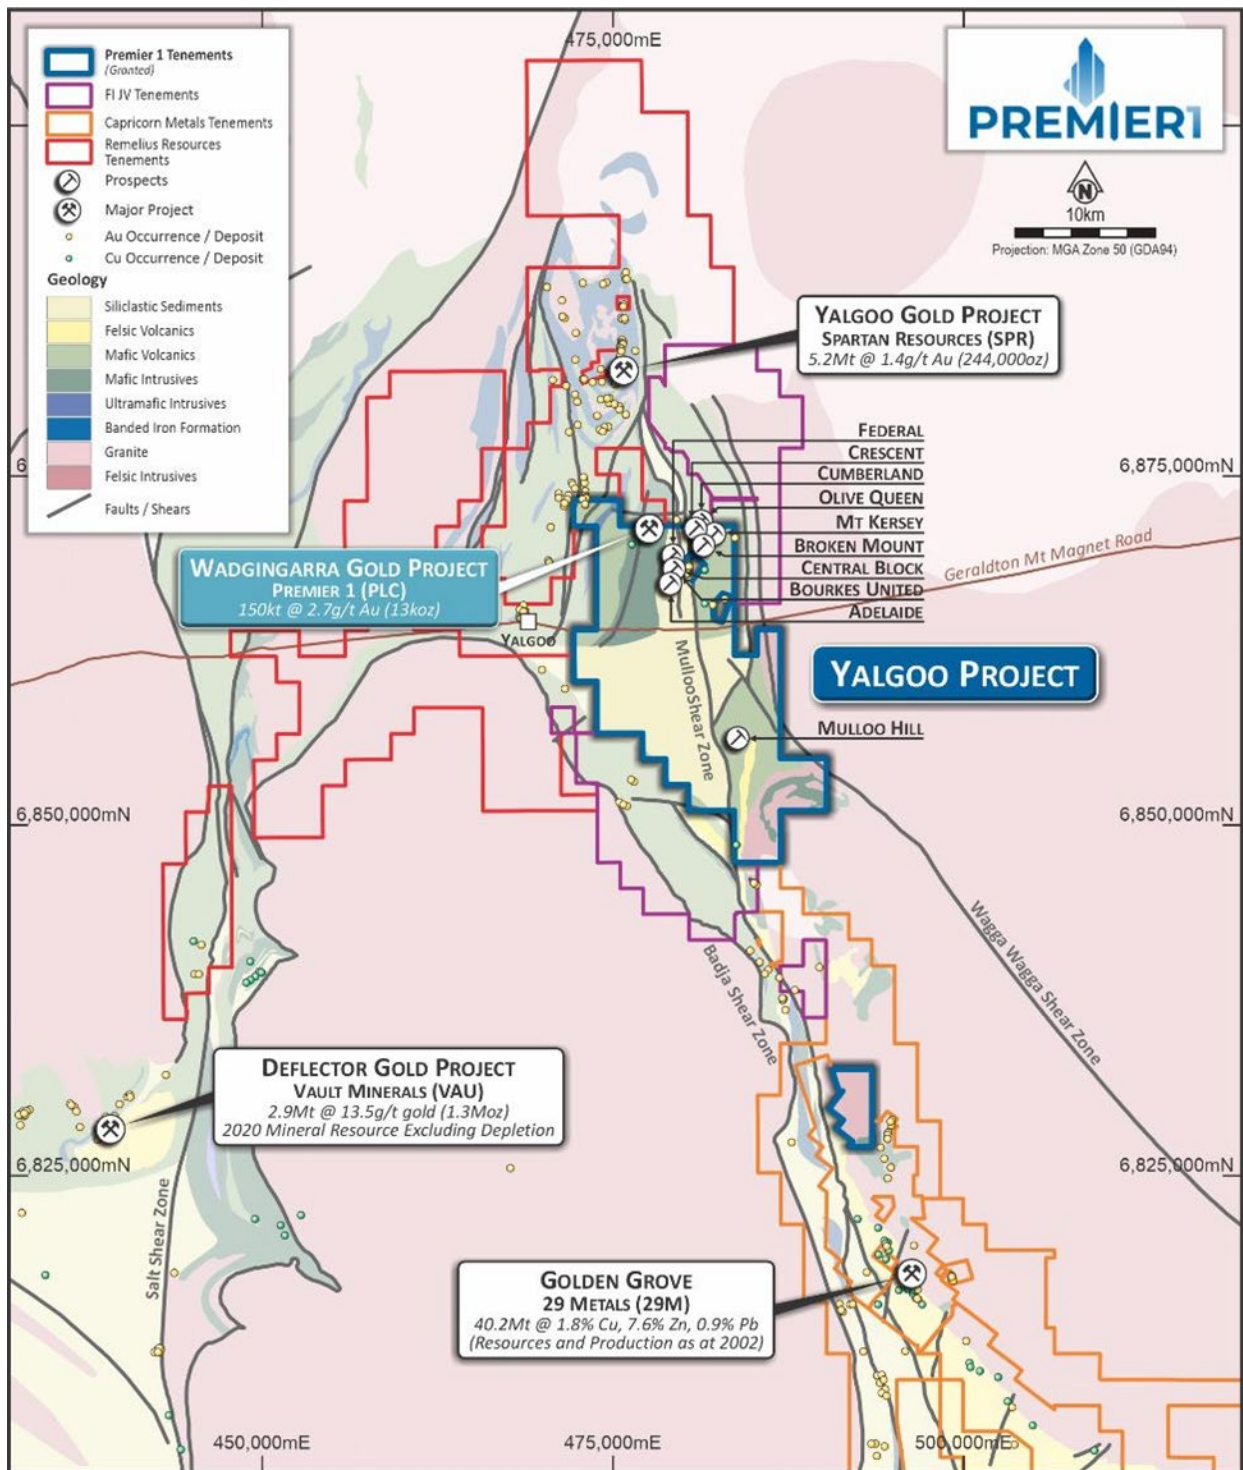 475,000mE
Premier 1 Tenements
(Granted)
FI JV Tenements
Capricorn Metals Tenements
Remelius Resources
Tenements
Prospects
Major Project
Au Occurrence / Deposit
Cu Occurrence / Deposit
Geology
Siliclastic Sediments
Felsic Volcanics
Mafic Volcanics
Mafic Intrusives
Ultramafic Intrusives
Banded Iron Formation
Granite
Felsic Intrusives
Faults / Shears
PREMIER1
N
10km
Projection: MGA Zone 50 (GDA94)
YALGOO GOLD PROJECT
SPARTAN RESOURCES (SPR)
5.2Mt @ 1.4g/t Au (244,000oz)
FEDERAL
CRESCENT
CUMBERLAND
OLIVE QUEEN
MT KERSEY
BROKEN MOUNT
CENTRAL BLOCK
BOURKES UNITED
ADELAIDE
6
6,875,000mN
Geraldton Mt Magnet Road
WADGINGARRA GOLD PROJECT
PREMIER 1 (PLC)
150kt @ 2.7g/t Au (13koz)
YALGOO
YALGOO PROJECT
MULLOO HILL
Mulloo Shear Zone
6,850,000mN
6,850,000mN
Wagga Wagga Shear Zone
Badja Shear Zone
DEFLECTOR GOLD PROJECT
VAULT MINERALS (VAU)
2.9Mt @ 13.5g/t gold (1.3Moz)
2020 Mineral Resource Excluding Depletion
6,825,000mN
6,825,000mN
Salt Shear Zone
GOLDEN GROVE
29 METALS (29M)
40.2Mt @ 1.8% Cu, 7.6% Zn, 0.9% Pb
(Resources and Production as at 2002)
450,000mE
475,000mE
500,000mE